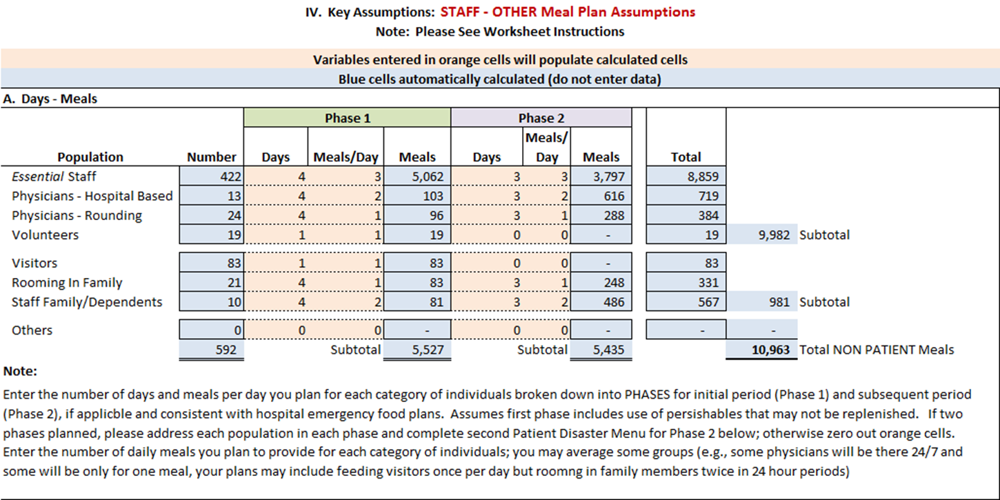 IV. Key Assumptions: STAFF - OTHER Meal Plan Assumptions
Note: Please See Worksheet Instructions
Variables entered in orange cells will populate calculated cells
Blue cells automatically calculated (do not enter data)
A. Days - Meals
Phase 1 Phase 2
Meals/
Population Number Days Meals/Day Meals Days Day Meals Total
Essential Staff 422 4 3 5,062 3 3 3,797 8,859
Physicians - Hospital Based 13 4 2 103 3 2 616 719
Physicians - Rounding 24 4 1 96 3 1 288 384
Volunteers 19 1 1 19 0 0 - 19 9,982 Subtotal
Visitors 83 1 1 83 0 0 - 83
Rooming In Family 21 4 1 83 3 1 248 331
Staff Family/Dependents 10 4 2 81 3 2 486 567 981 Subtotal
Others 0 0 0 - 0 0 - - -
592 Subtotal 5,527 Subtotal 5,435 10,963 Total NON PATIENT Meals
Note:
Enter the number of days and meals per day you plan for each category of individuals broken down into PHASES for initial period (Phase 1) and subsequent period
(Phase 2), if applicble and consistent with hospital emergency food plans. Assumes first phase includes use of persishables that may not be replenished. If two
phases planned, please address each population in each phase and complete second Patient Disaster Menu for Phase 2 below; otherwise zero out orange cells.
Enter the number of daily meals you plan to provide for each category of individuals; you may average some groups (e.g., some physicians will be there 24/7 and
some will be only for one meal, your plans may include feeding visitors once per day but roomng in family members twice in 24 hour periods)